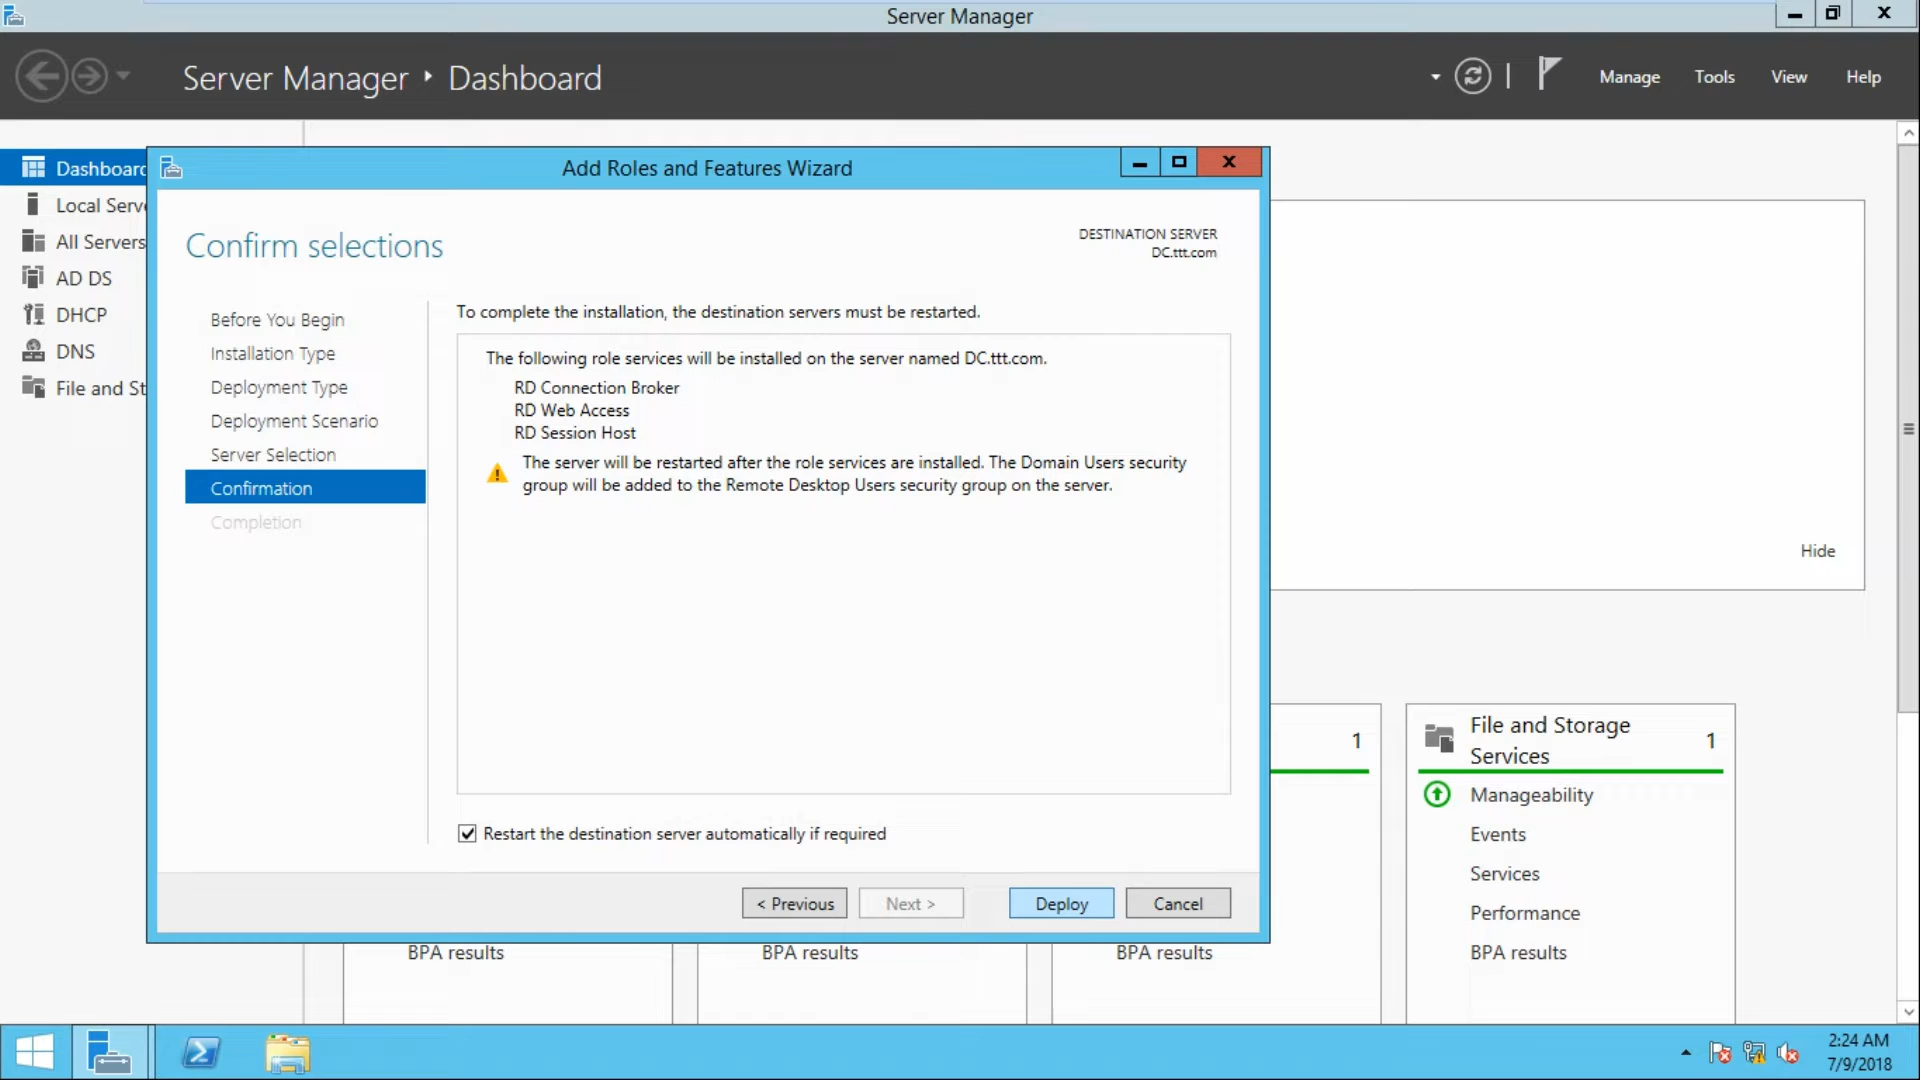 Server Manager
Server Manager ‣ Dashboard
Manage
Tools
View
Help
Dashboard
Local Serve
All Servers
AD DS
DHCP
DNS
File and St
Add Roles and Features Wizard
Confirm selections
DESTINATION SERVER
DC.ttt.com
Before You Begin
Installation Type
Deployment Type
Deployment Scenario
Server Selection
Confirmation
Completion
To complete the installation, the destination servers must be restarted.
The following role services will be installed on the server named DC.ttt.com.
RD Connection Broker
RD Web Access
RD Session Host
The server will be restarted after the role services are installed. The Domain Users security
group will be added to the Remote Desktop Users security group on the server.
Restart the destination server automatically if required
< Previous
Next >
Deploy
Cancel
Hide
1
File and Storage
Services
1
Manageability
Events
Services
Performance
BPA results
BPA results
BPA results
BPA results
2:24 AM
7/9/2018